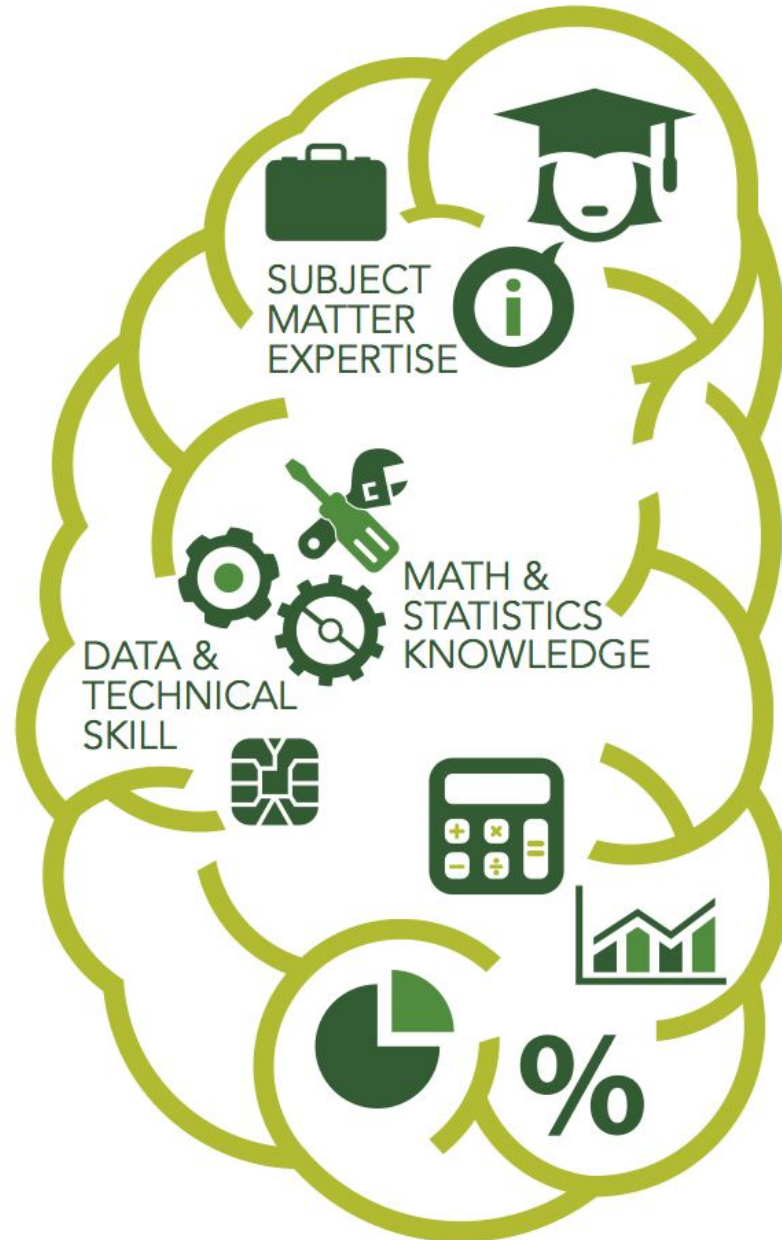 SUBJECT
MATTER
EXPERTISE
i
MATH &
STATISTICS
KNOWLEDGE
DATA &
TECHNICAL
SKILL
+ ×
− ÷ =
%